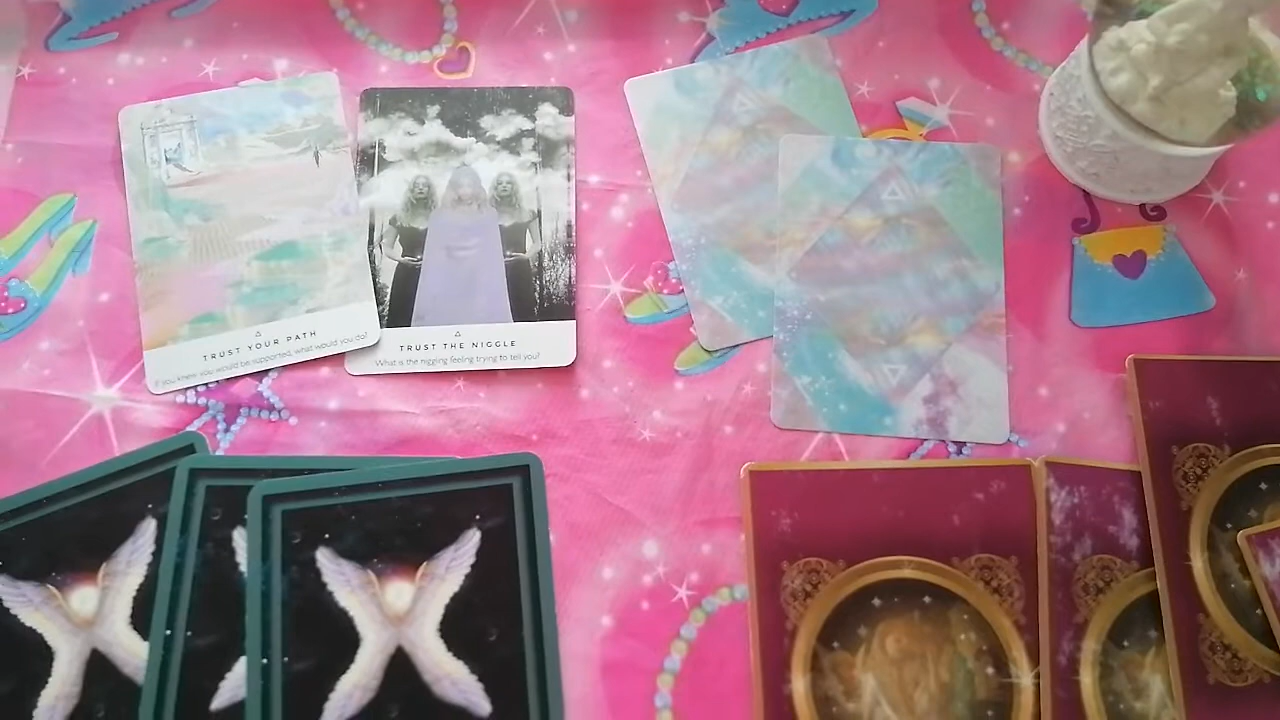 TRUST YOUR PATH
If you knew you would be supported, what would you do?
TRUST THE NIGGLE
What is the niggling feeling trying to tell you?